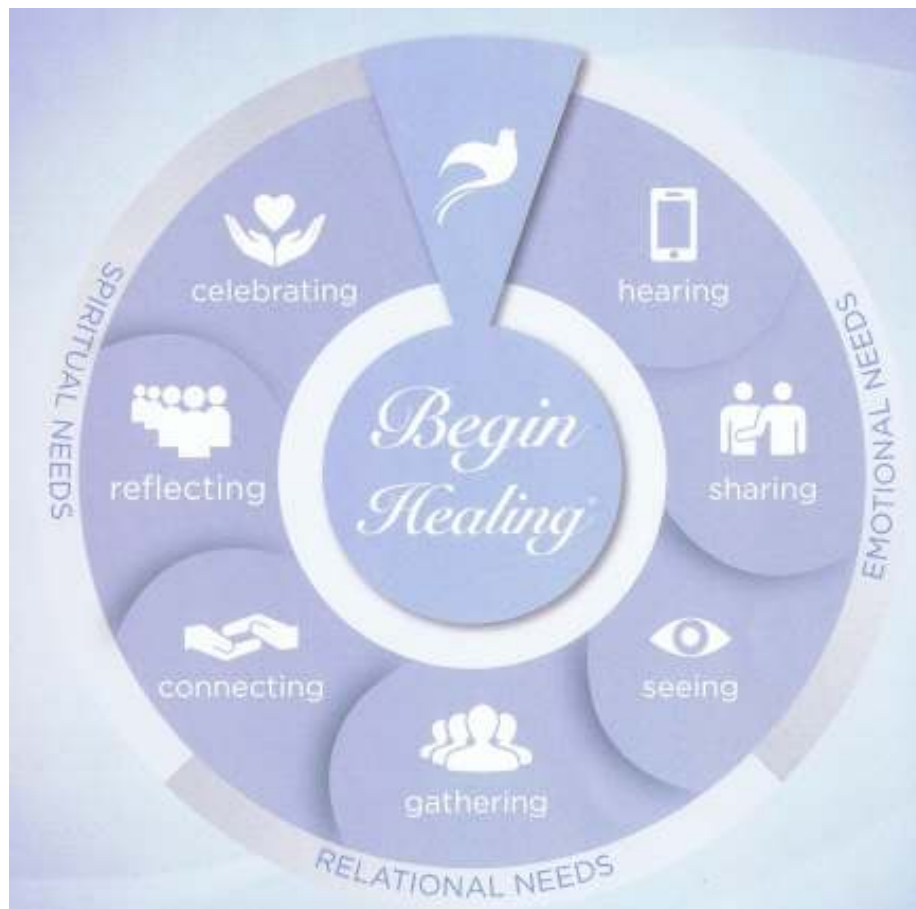 Begin
Healing
hearing
sharing
seeing
gathering
connecting
reflecting
celebrating
EMOTIONAL NEEDS
RELATIONAL NEEDS
SPIRITUAL NEEDS